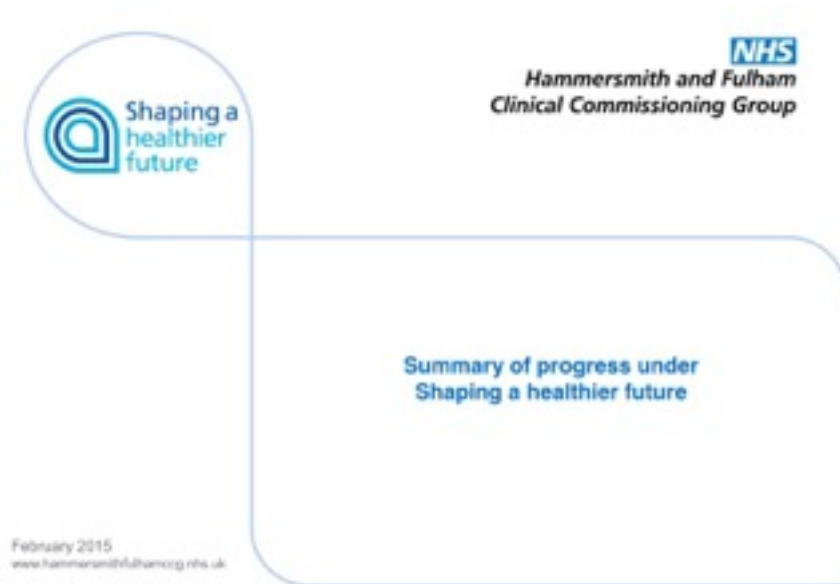 NHS
Hammersmith and Fulham
Clinical Commissioning Group
Shaping a
healthier
future
Summary of progress under
Shaping a healthier future
February 2015
www.hammersmithfulhamccg.nhs.uk